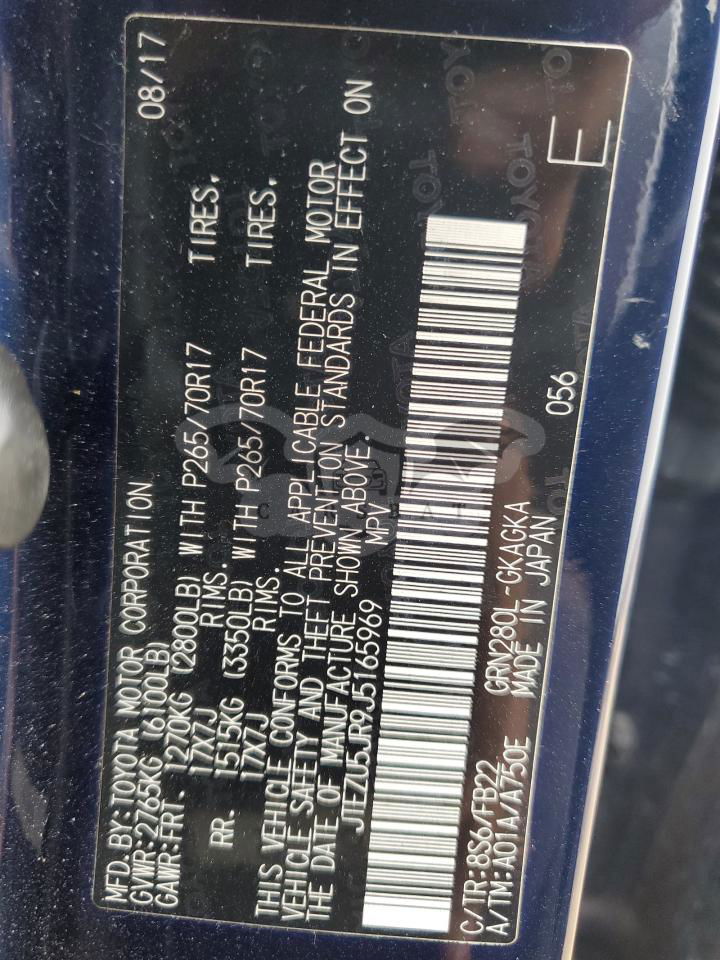 MFD. BY: TOYOTA MOTOR CORPORATION 08/17
GVWR: 2765KG (6100LB)
GAWR: FRT. 1270KG (2800LB) WITH P265/70R17 TIRES.
17X7J RIMS.
RR. 1515KG (3350LB) WITH P265/70R17 TIRES.
17X7J RIMS.
THIS VEHICLE CONFORMS TO ALL APPLICABLE FEDERAL MOTOR
VEHICLE SAFETY AND THEFT PREVENTION STANDARDS IN EFFECT ON
THE DATE OF MANUFACTURE SHOWN ABOVE.
JTEZU5JR9J5165969 MPV
C/TR: 8S6/FB22 GRN280L-GKAGKA 056
A/TM: A01A/A750E MADE IN JAPAN E